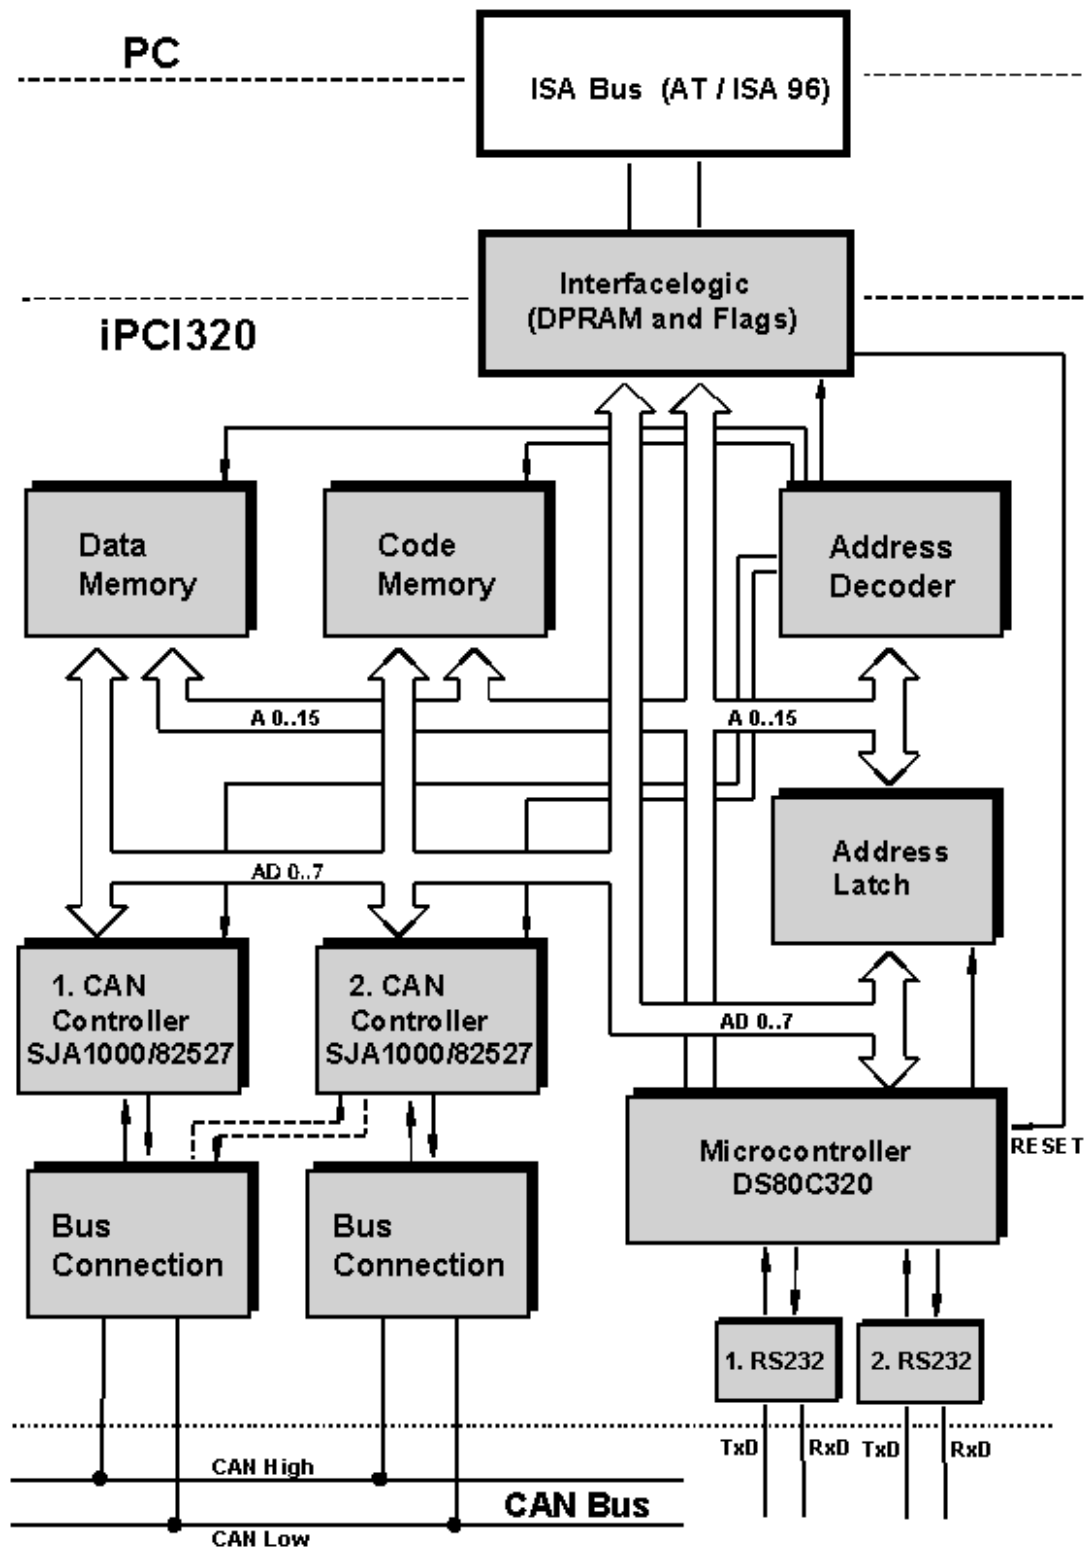 PC
ISA Bus (AT / ISA 96)
Interfacelogic
(DPRAM and Flags)
iPCI320
Data
Memory
Code
Memory
Address
Decoder
A 0..15
A 0..15
Address
Latch
AD 0..7
1. CAN
Controller
SJA1000/82527
2. CAN
Controller
SJA1000/82527
AD 0..7
Microcontroller
DS80C320
RESET
Bus
Connection
Bus
Connection
1. RS232
2. RS232
TxD
RxD
TxD
RxD
CAN High
CAN Bus
CAN Low